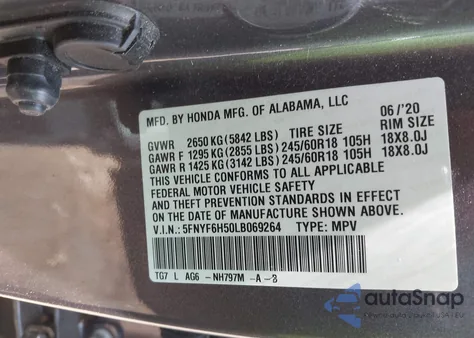 MFD. BY HONDA MFG. OF ALABAMA, LLC 06/'20
GVWR 2650 KG (5842 LBS) TIRE SIZE RIM SIZE
GAWR F 1295 KG (2855 LBS) 245/60R18 105H 18X8.0J
GAWR R 1425 KG (3142 LBS) 245/60R18 105H 18X8.0J
THIS VEHICLE CONFORMS TO ALL APPLICABLE
FEDERAL MOTOR VEHICLE SAFETY
AND THEFT PREVENTION STANDARDS IN EFFECT
ON THE DATE OF MANUFACTURE SHOWN
ABOVE.
V.I.N.: 5FNYF6H50LB069264 TYPE: MPV
TG7 L AG6 -NH797M -A-3
autoSnap